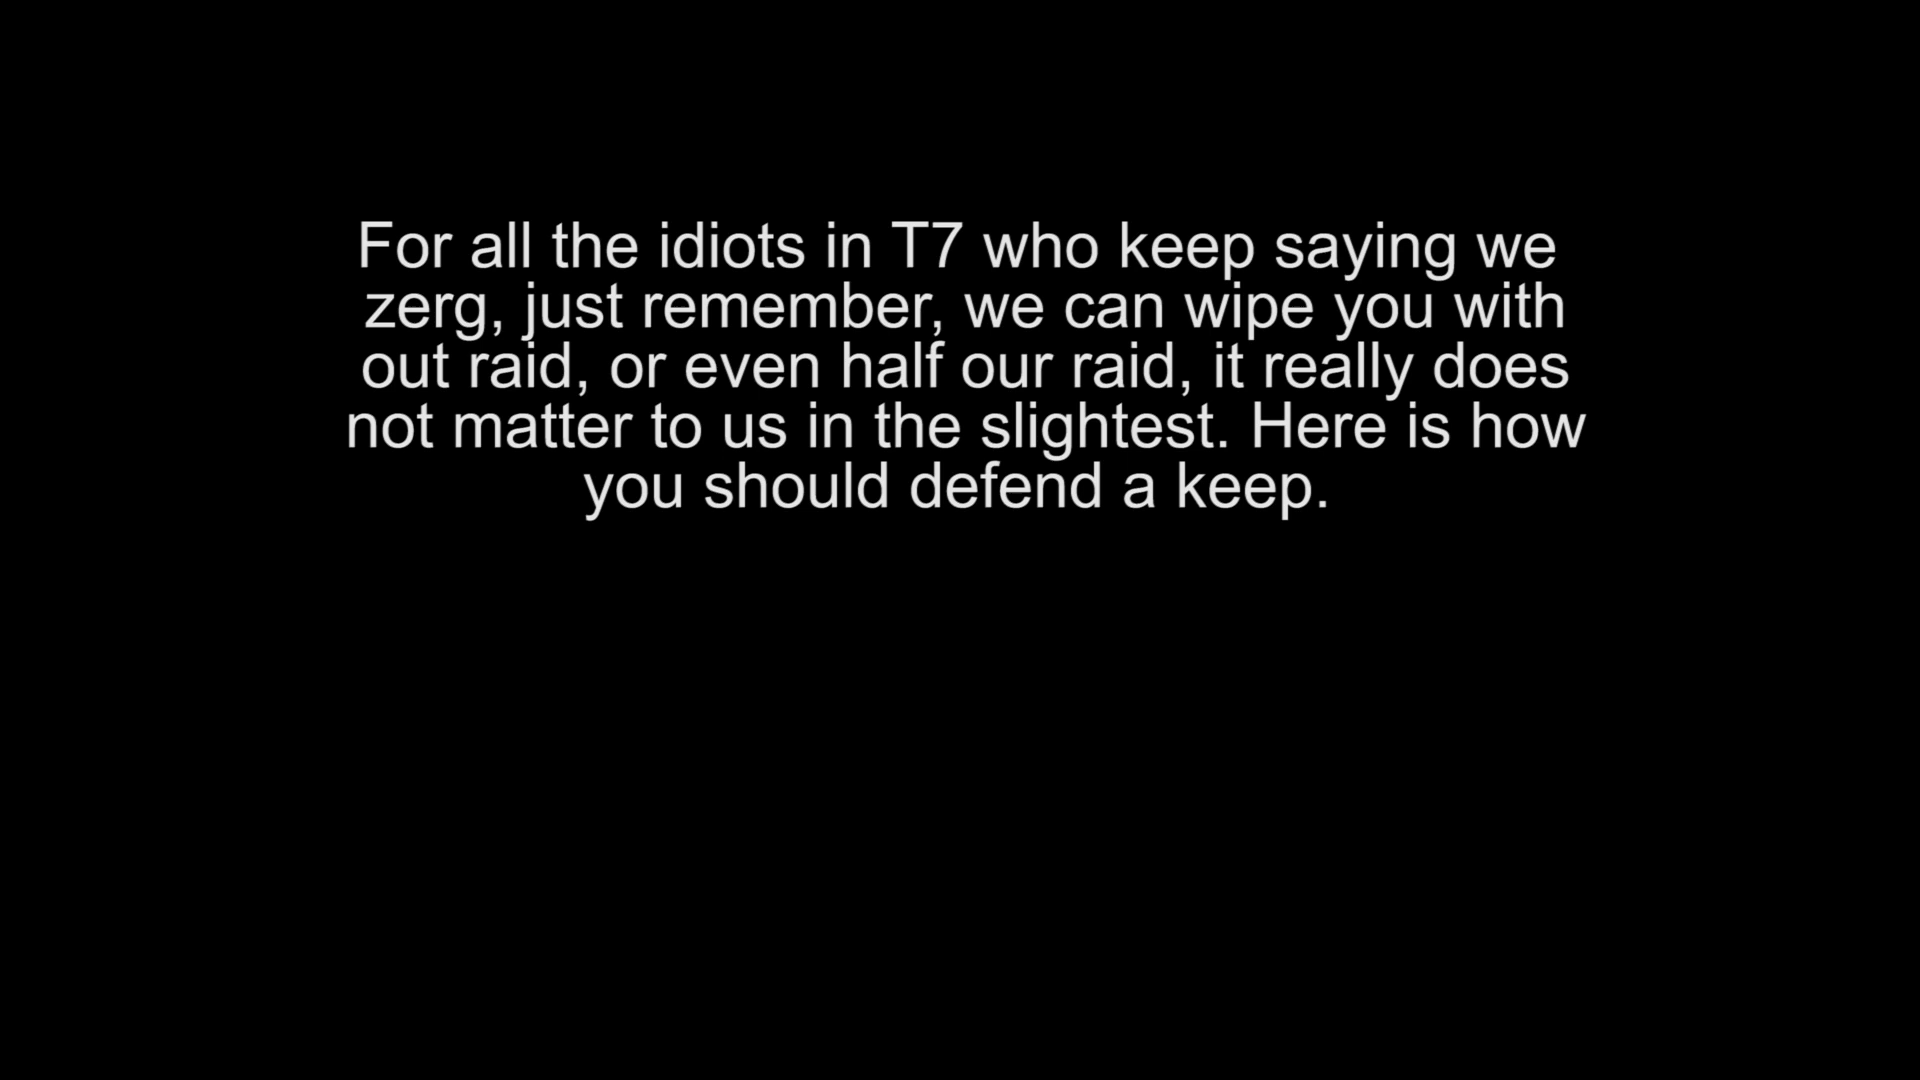 For all the idiots in T7 who keep saying we
zerg, just remember, we can wipe you with
out raid, or even half our raid, it really does
not matter to us in the slightest. Here is how
you should defend a keep.